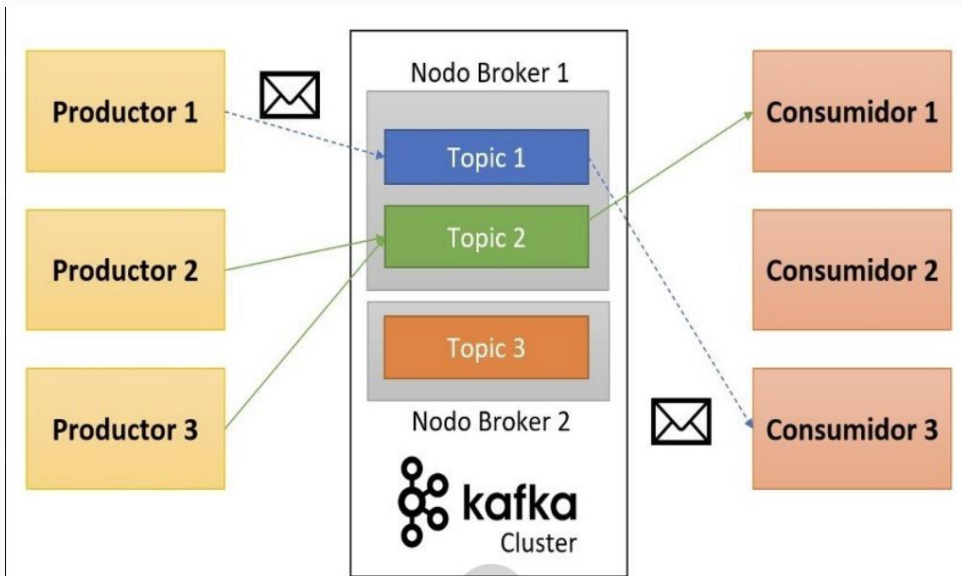 Productor 1
Productor 2
Productor 3
Nodo Broker 1
Topic 1
Topic 2
Topic 3
Nodo Broker 2
kafka
Cluster
Consumidor 1
Consumidor 2
Consumidor 3